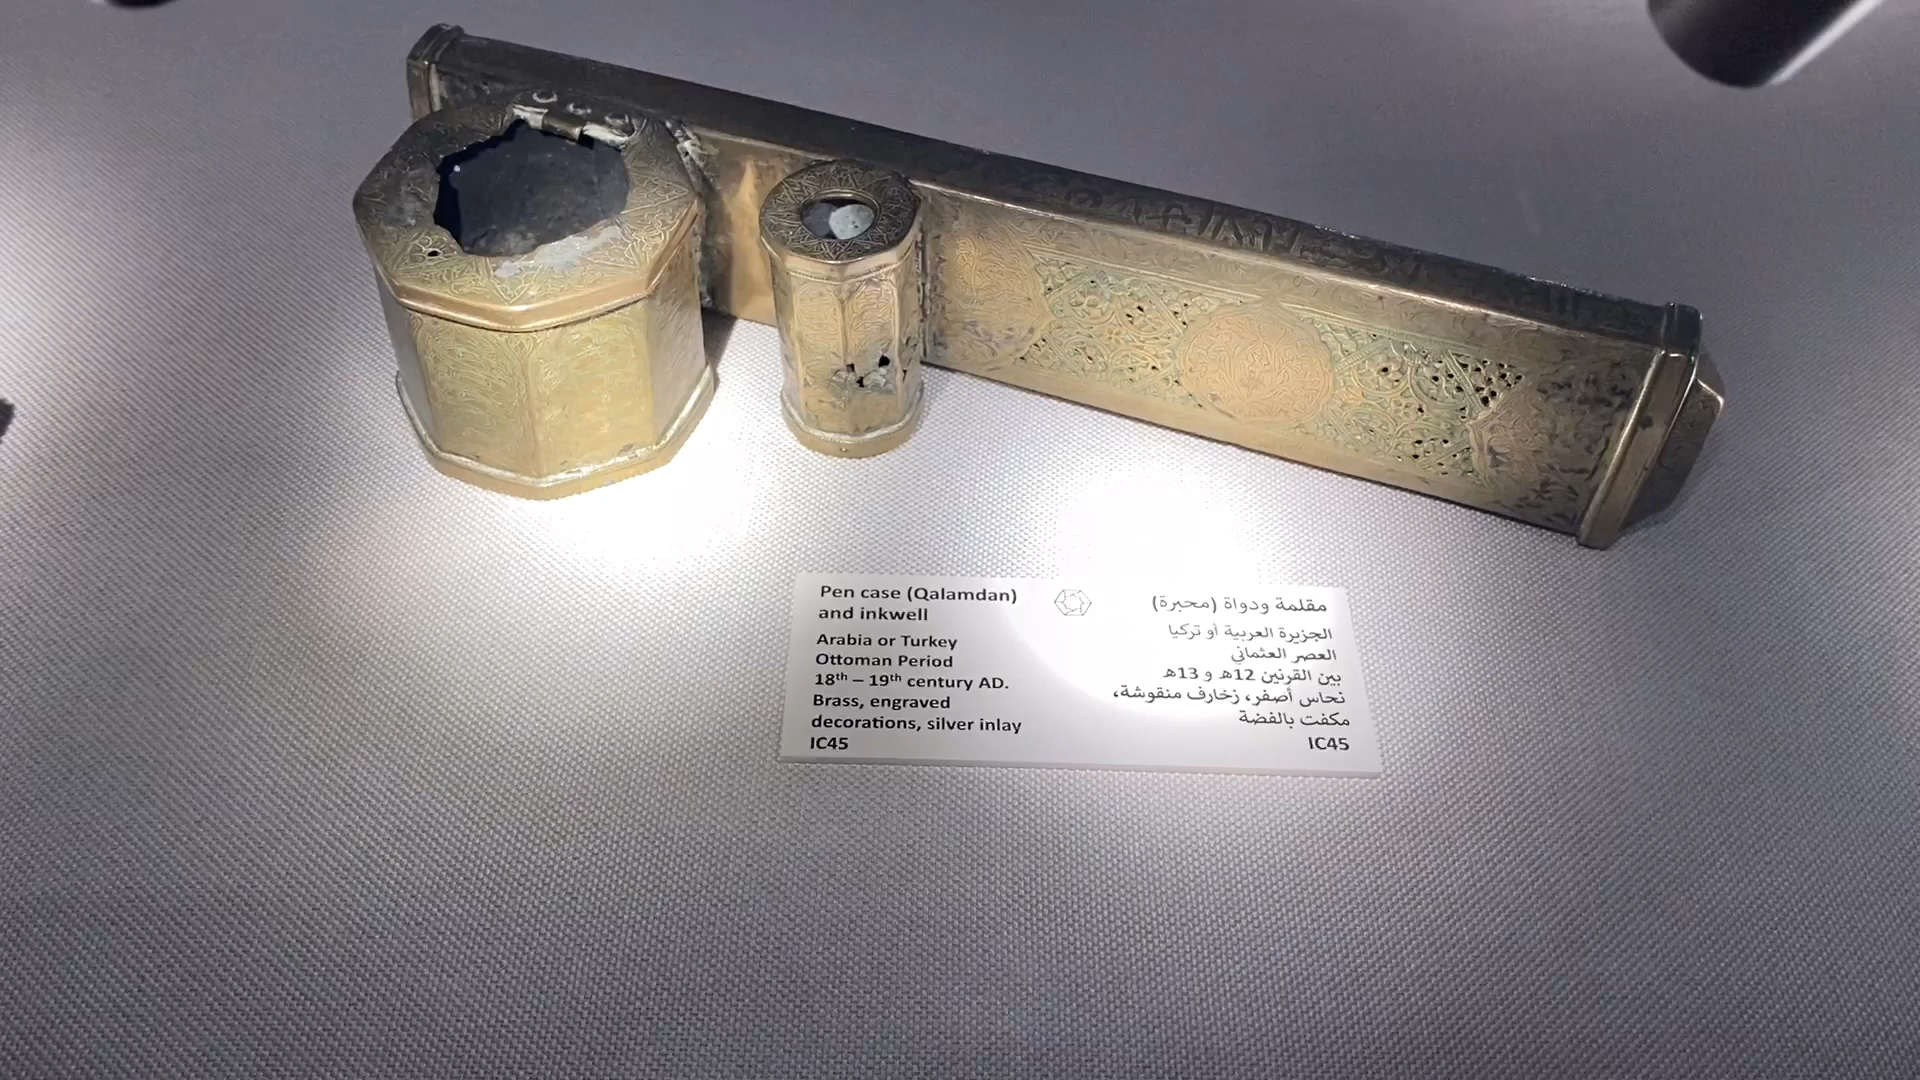 Pen case (Qalamdan)
and inkwell
Arabia or Turkey
Ottoman Period
18th – 19th century AD.
Brass, engraved
decorations, silver inlay
IC45
مقلمة ودواة (محبرة)
الجزيرة العربية أو تركيا
العصر العثماني
بين القرنين 12هـ و 13هـ
نحاس أصفر، زخارف منقوشة،
مكفت بالفضة
IC45